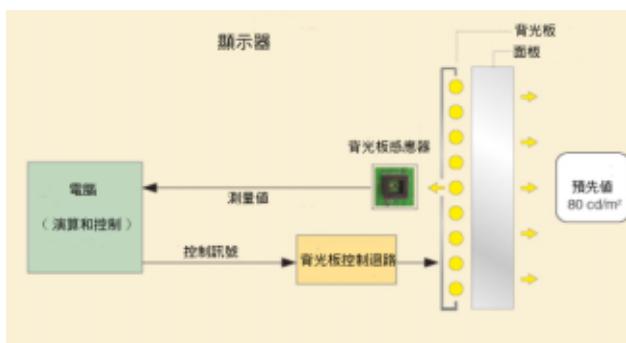 顯示器
背光板
面板
背光板感應器
電腦
（演算和控制）
測量值
控制訊號
背光板控制迴路
預先值
80 cd/m²